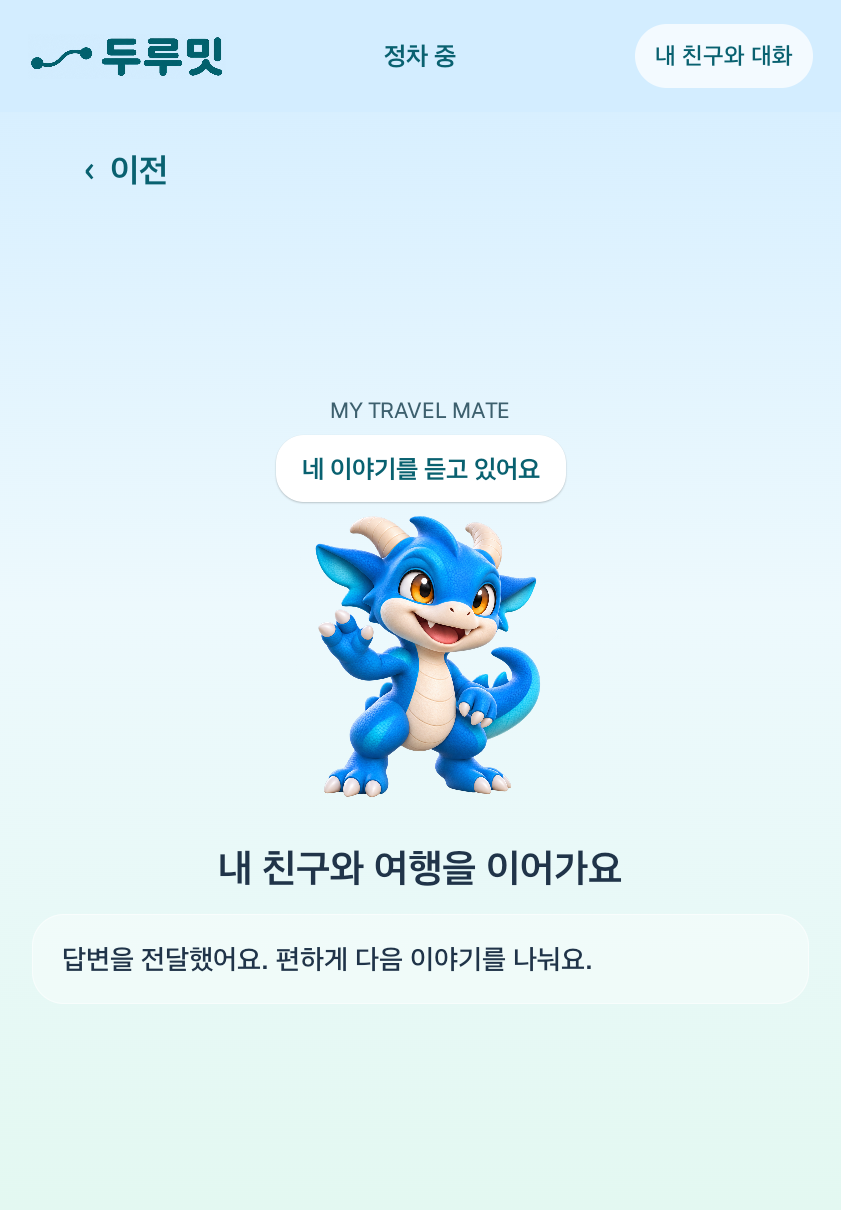 두루밋
정차 중
내 친구와 대화
‹ 이전
MY TRAVEL MATE
네 이야기를 듣고 있어요
내 친구와 여행을 이어가요
답변을 전달했어요. 편하게 다음 이야기를 나눠요.